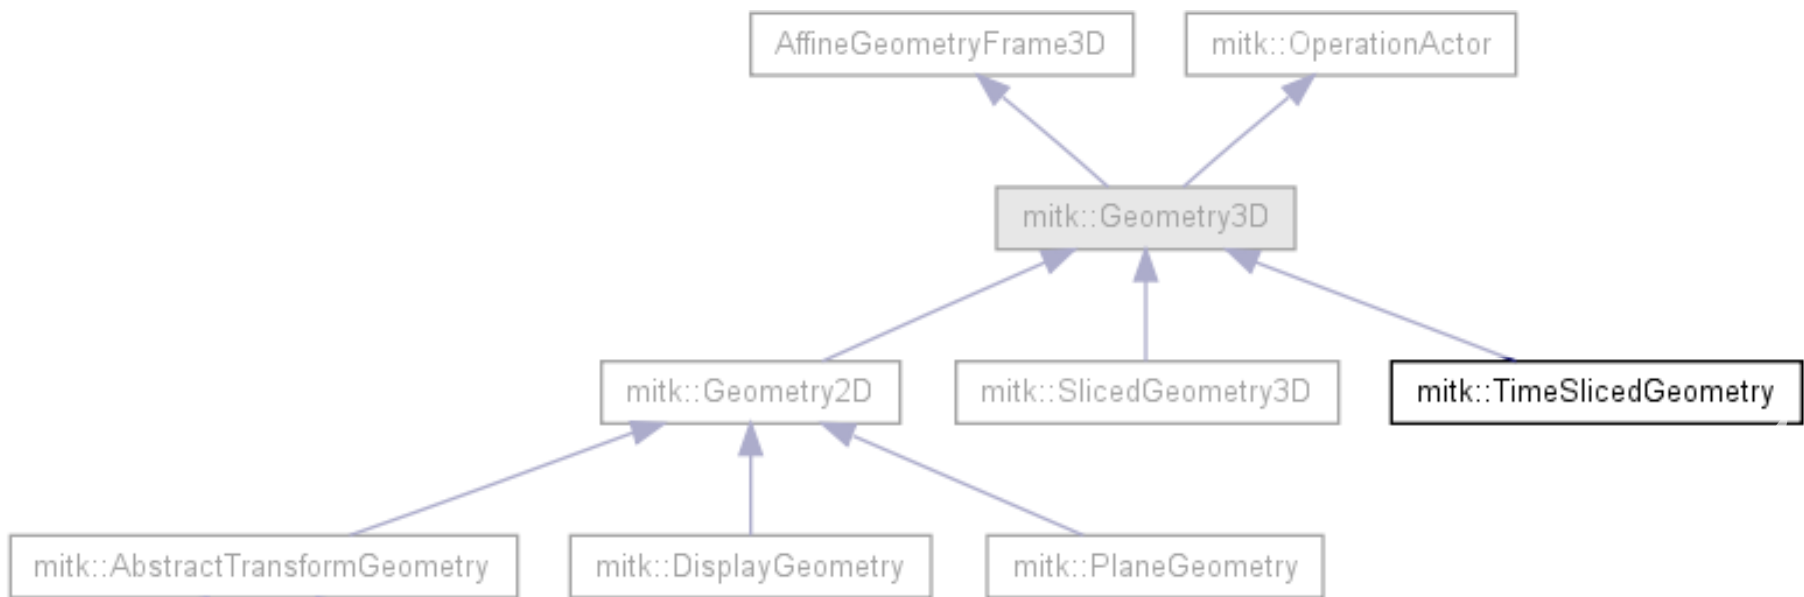 AffineGeometryFrame3D
mitk::OperationActor
mitk::Geometry3D
mitk::Geometry2D
mitk::SlicedGeometry3D
mitk::TimeSlicedGeometry
mitk::AbstractTransformGeometry
mitk::DisplayGeometry
mitk::PlaneGeometry